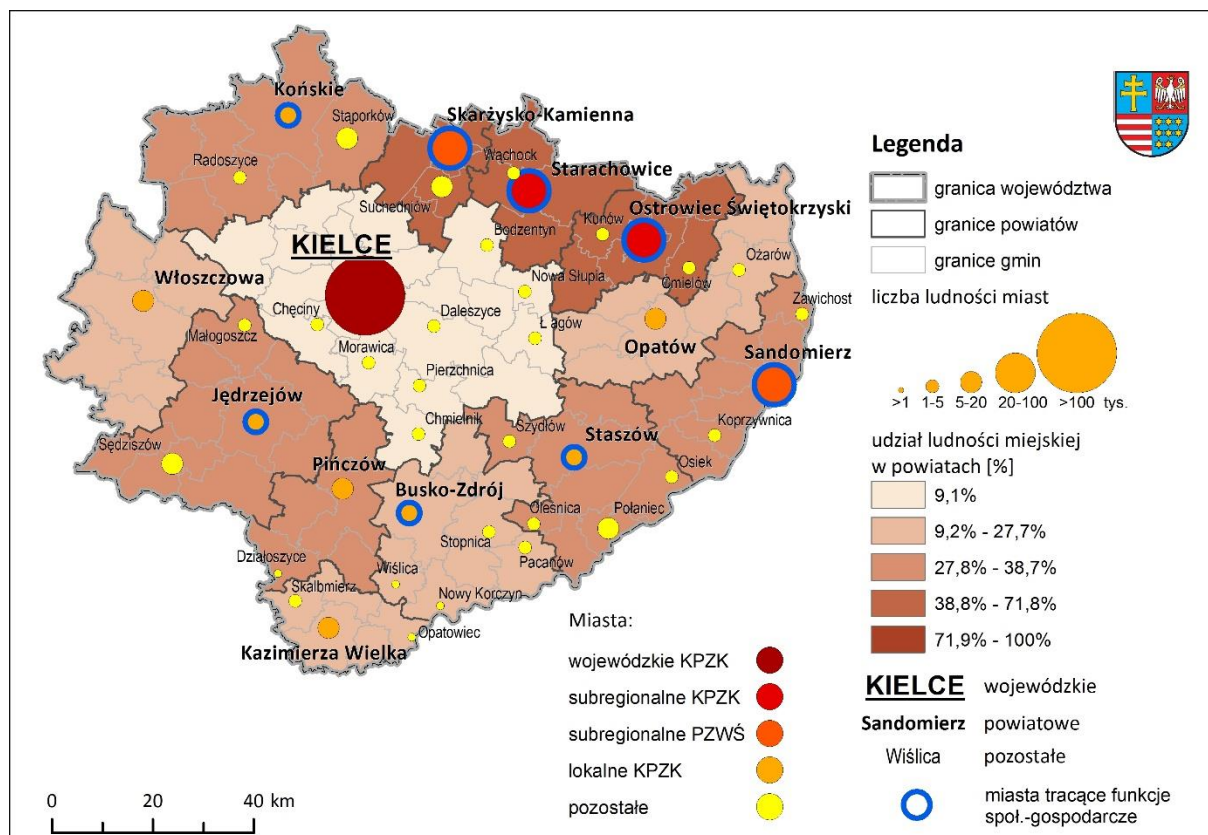 Końskie
Stąporków
Radoszyce
Skarżysko-Kamienna
Wąchock
Starachowice
Suchedniów
Ostrowiec Świętokrzyski
Kunów
Bodzentyn
KIELCE
Ożarów
Włoszczowa
Nowa Słupia
Ćmielów
Zawichost
Chęciny
Daleszyce
Małogoszcz
Łagów
Opatów
Morawica
Sandomierz
Pierzchnica
Jędrzejów
Chmielnik
Szydłów
Koprzywnica
Staszów
Sędziszów
Osiek
Pińczów
Busko-Zdrój
Oleśnica
Połaniec
Stopnica
Pacanów
Działoszyce
Wiślica
Skalbmierz
Nowy Korczyn
Opatowiec
Kazimierza Wielka
0 20 40 km
Miasta:
wojewódzkie KPZK
subregionalne KPZK
subregionalne PZWŚ
lokalne KPZK
pozostałe
Legenda
granica województwa
granice powiatów
granice gmin
liczba ludności miast
>1 1-5 5-20 20-100 >100 tys.
udział ludności miejskiej
w powiatach [%]
9,1%
9,2% - 27,7%
27,8% - 38,7%
38,8% - 71,8%
71,9% - 100%
KIELCE wojewódzkie
Sandomierz powiatowe
Wiślica pozostałe
miasta tracące funkcje
społ.-gospodarcze